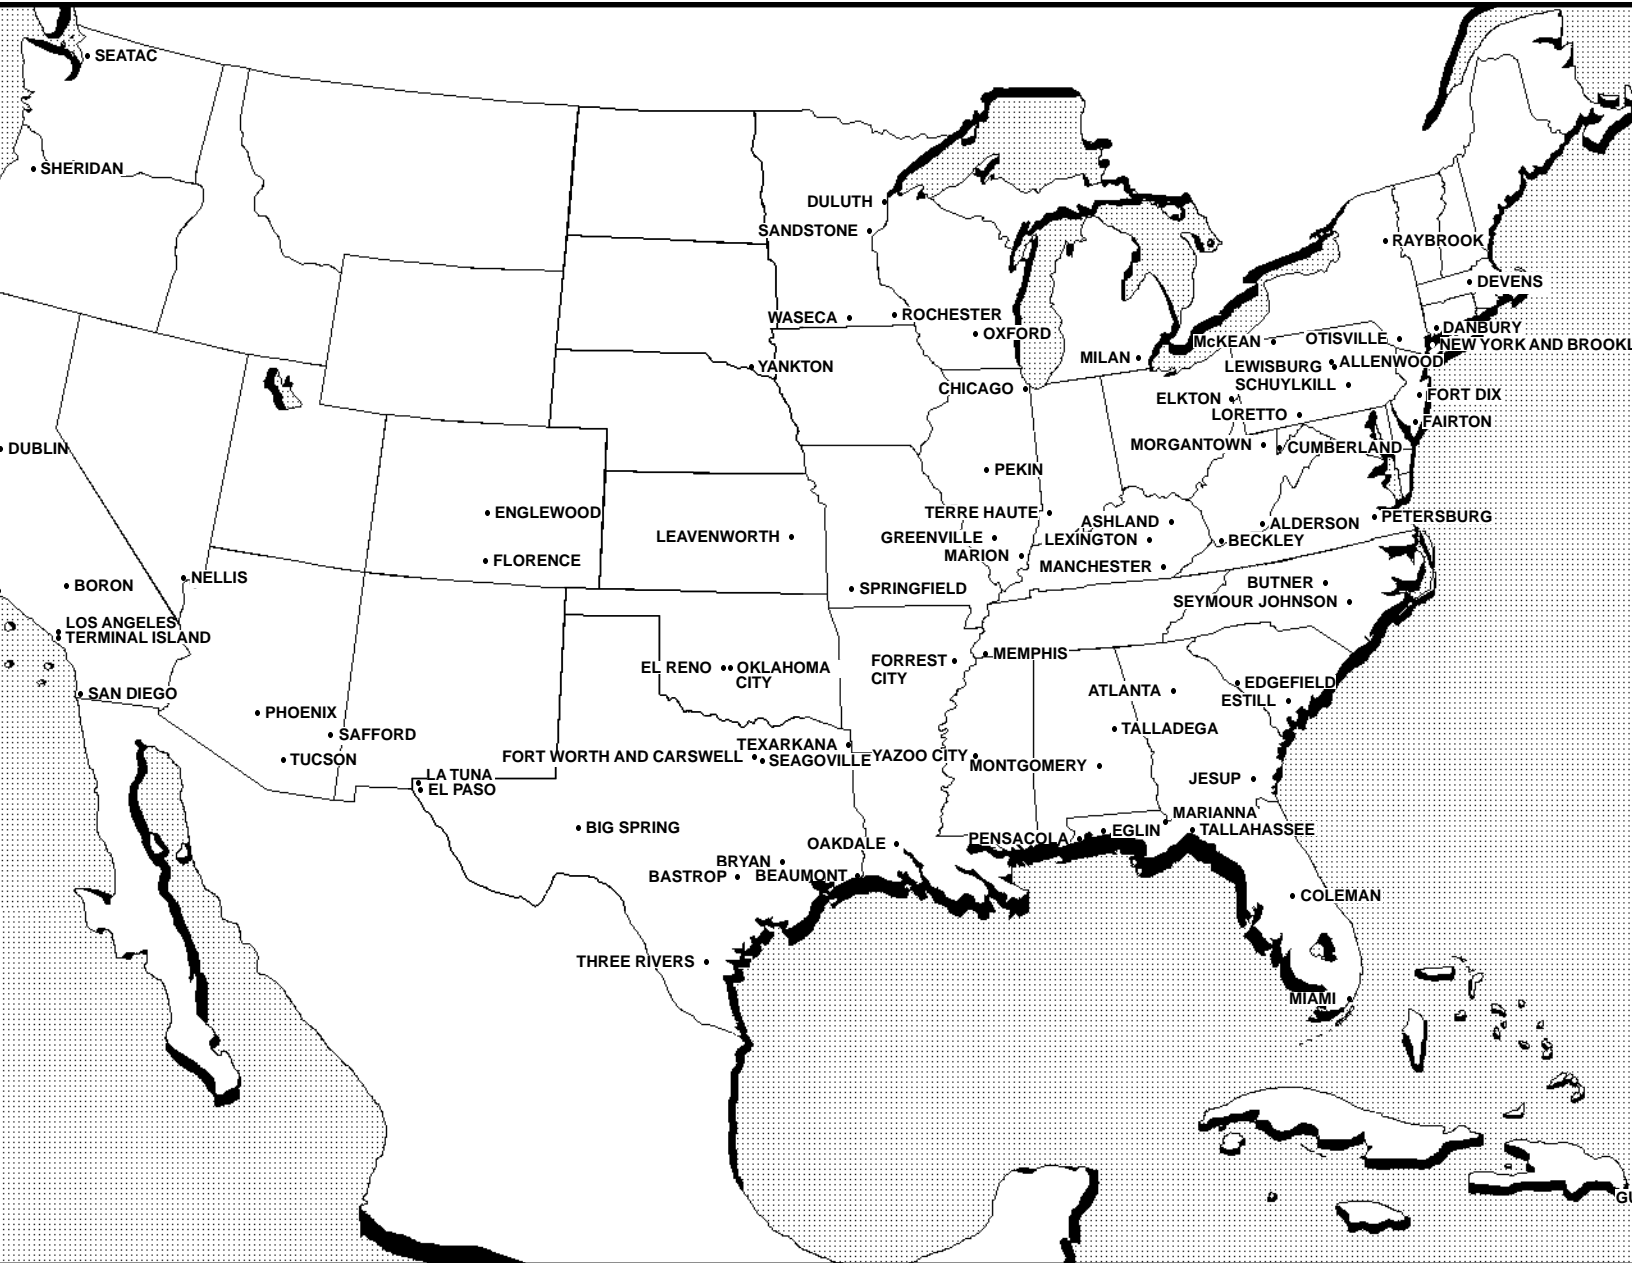 SEATAC
SHERIDAN
DULUTH
SANDSTONE
RAYBROOK
DEVENS
WASECA
ROCHESTER
OXFORD
DANBURY
McKEAN
OTISVILLE
NEW YORK AND BROOKL
MILAN
LEWISBURG
ALLENWOOD
YANKTON
SCHUYLKILL
CHICAGO
ELKTON
FORT DIX
LORETTO
FAIRTON
MORGANTOWN
CUMBERLAND
DUBLIN
PEKIN
ENGLEWOOD
TERRE HAUTE
ASHLAND
ALDERSON
PETERSBURG
LEAVENWORTH
GREENVILLE
LEXINGTON
BECKLEY
MARION
FLORENCE
MANCHESTER
NELLIS
BORON
BUTNER
SPRINGFIELD
SEYMOUR JOHNSON
LOS ANGELES
TERMINAL ISLAND
MEMPHIS
EL RENO
OKLAHOMA
CITY
FORREST
CITY
EDGEFIELD
SAN DIEGO
ATLANTA
ESTILL
PHOENIX
TALLADEGA
SAFFORD
TEXARKANA
FORT WORTH AND CARSWELL
SEAGOVILLE
YAZOO CITY
TUCSON
MONTGOMERY
LA TUNA
EL PASO
JESUP
MARIANNA
BIG SPRING
EGLIN
TALLAHASSEE
PENSACOLA
OAKDALE
BRYAN
BASTROP
BEAUMONT
COLEMAN
THREE RIVERS
MIAMI
GU